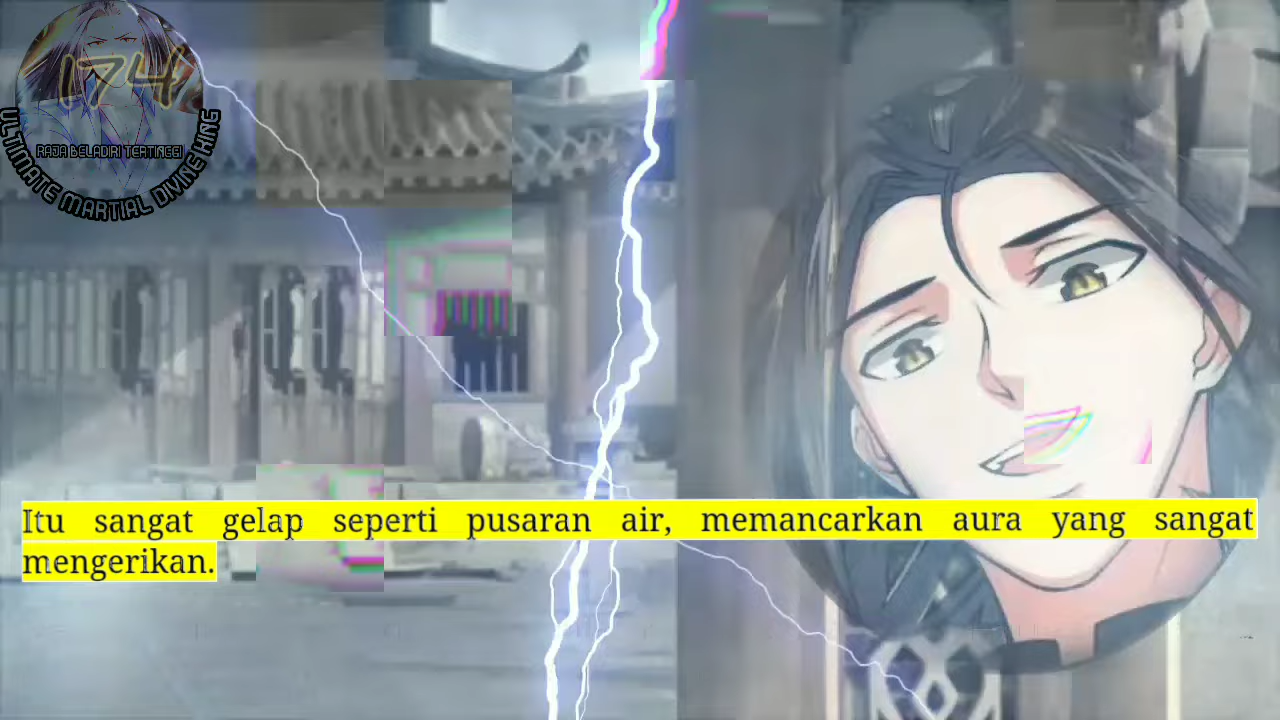 174
RAJA BELADIRI TERTINGGI
ULTIMATE MARTIAL DIVINE KING
Itu sangat gelap seperti pusaran air, memancarkan aura yang sangat
mengerikan.